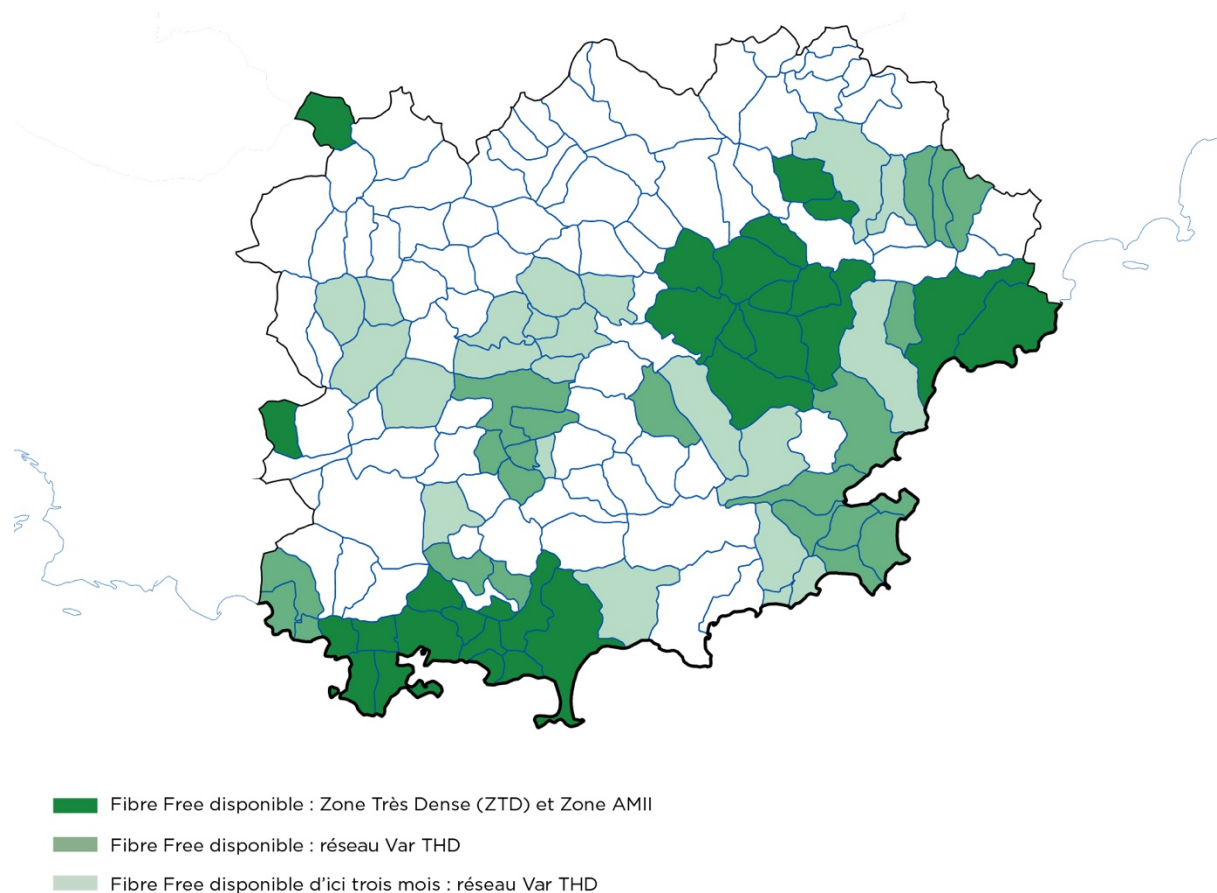 Fibre Free disponible : Zone Très Dense (ZTD) et Zone AMII
Fibre Free disponible : réseau Var THD
Fibre Free disponible d'ici trois mois : réseau Var THD